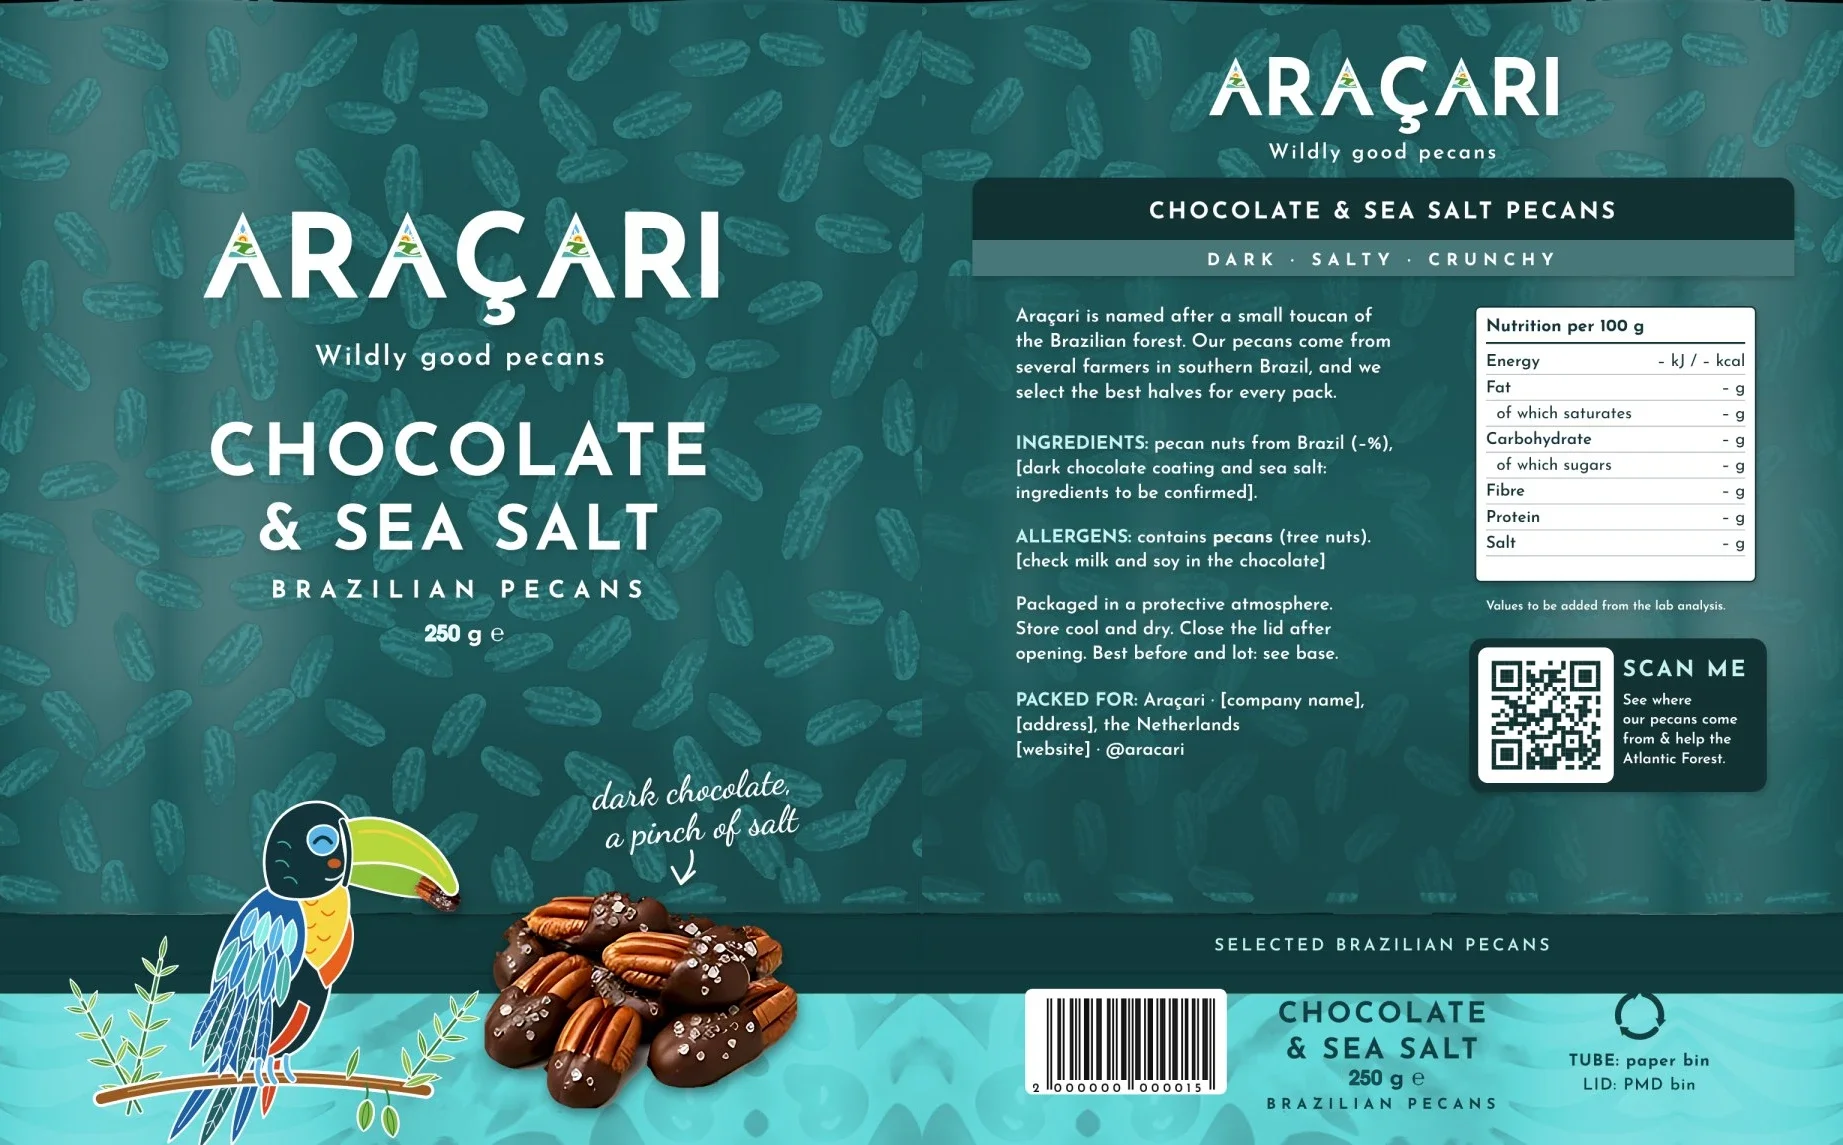 ARAÇARI
Wildly good pecans
CHOCOLATE
& SEA SALT
BRAZILIAN PECANS
250 g ℮
dark chocolate,
a pinch of salt
ARAÇARI
Wildly good pecans
CHOCOLATE & SEA SALT PECANS
DARK · SALTY · CRUNCHY
Araçari is named after a small toucan of
the Brazilian forest. Our pecans come from
several farmers in southern Brazil, and we
select the best halves for every pack.
INGREDIENTS: pecan nuts from Brazil (-%),
[dark chocolate coating and sea salt:
ingredients to be confirmed].
ALLERGENS: contains pecans (tree nuts).
[check milk and soy in the chocolate]
Packaged in a protective atmosphere.
Store cool and dry. Close the lid after
opening. Best before and lot: see base.
PACKED FOR: Araçari · [company name],
[address], the Netherlands
[website] · @aracari
Nutrition per 100 g
Energy - kJ / - kcal
Fat - g
of which saturates - g
Carbohydrate - g
of which sugars - g
Fibre - g
Protein - g
Salt - g
Values to be added from the lab analysis.
SCAN ME
See where
our pecans come
from & help the
Atlantic Forest.
SELECTED BRAZILIAN PECANS
2 000000 000015
CHOCOLATE
& SEA SALT
250 g ℮
BRAZILIAN PECANS
TUBE: paper bin
LID: PMD bin